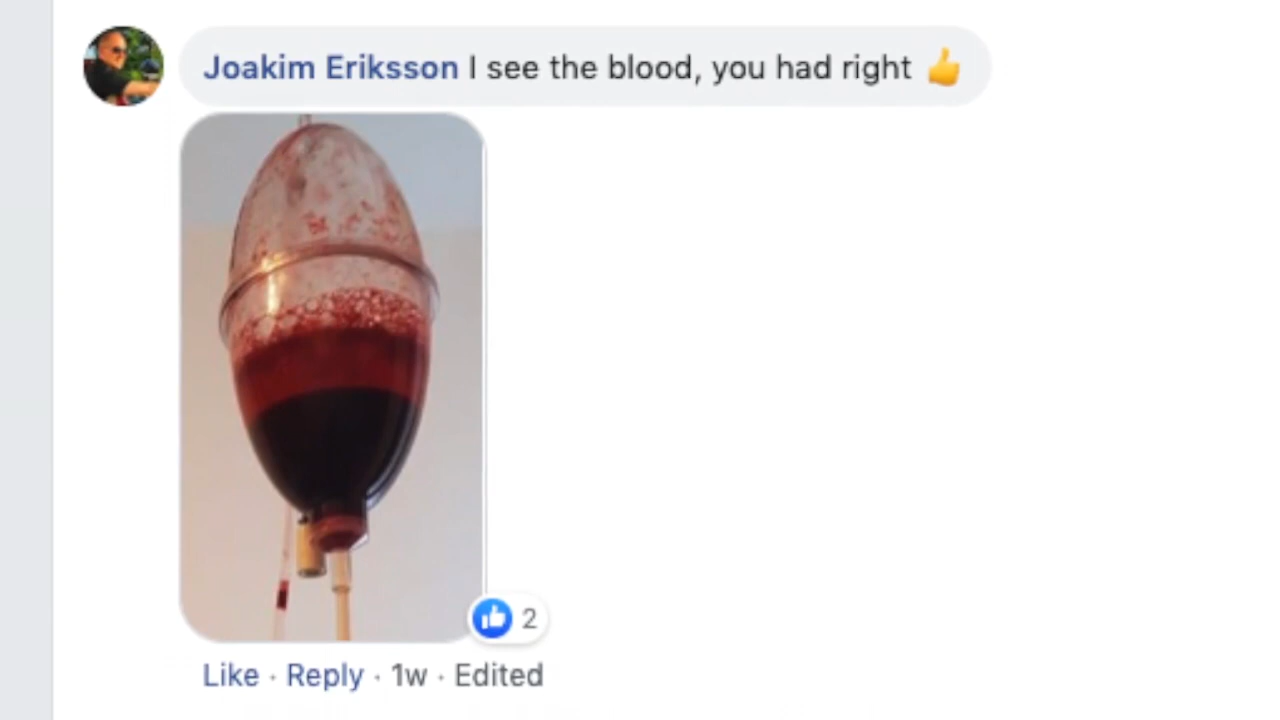 Joakim Eriksson I see the blood, you had right 👍
2
Like · Reply · 1w · Edited